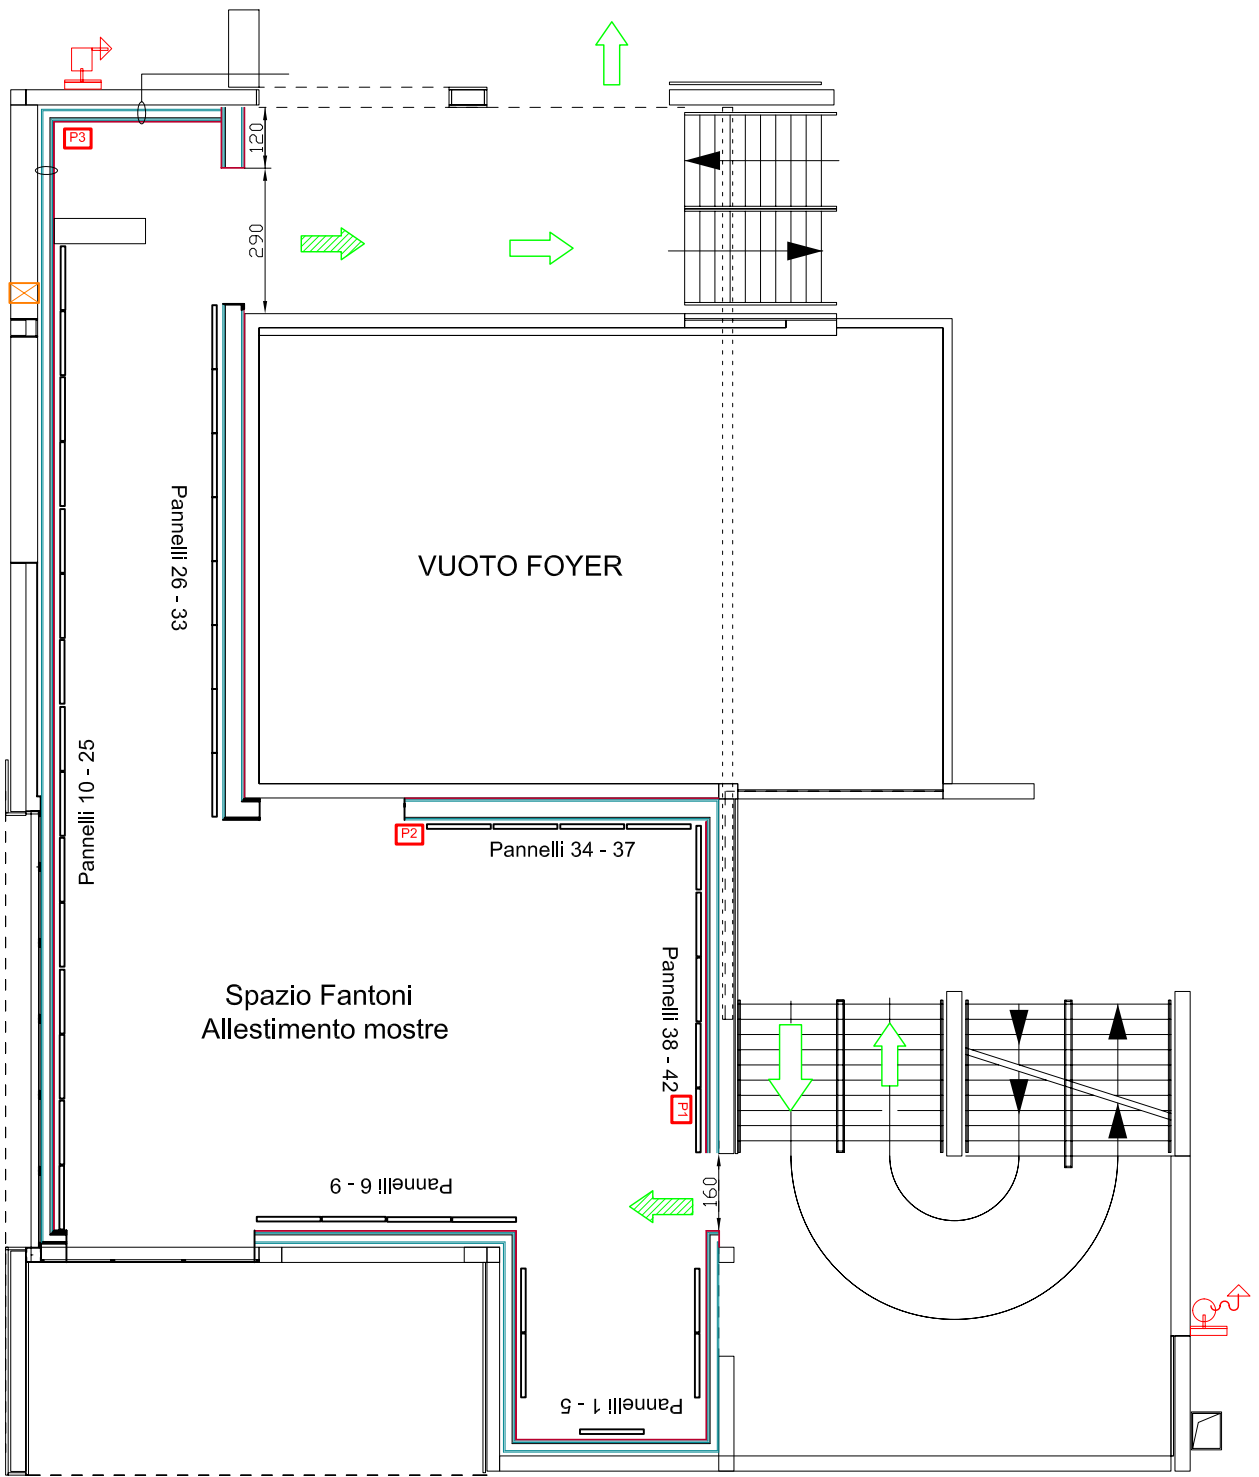 P3
120
290
Pannelli 26 - 33
VUOTO FOYER
Pannelli 10 - 25
P2
Pannelli 34 - 37
Pannelli 38 - 42
Spazio Fantoni
Allestimento mostre
P1
Pannelli 6 - 9
160
Pannelli 1 - 5